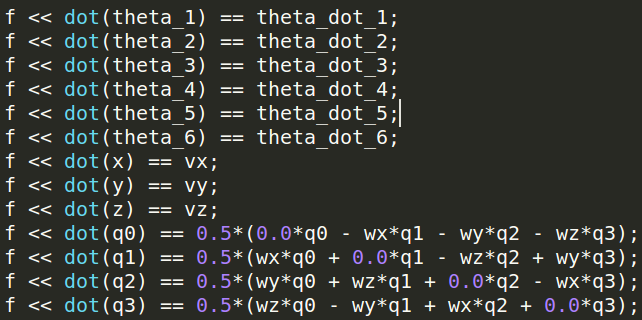 f << dot(theta_1) == theta_dot_1;
f << dot(theta_2) == theta_dot_2;
f << dot(theta_3) == theta_dot_3;
f << dot(theta_4) == theta_dot_4;
f << dot(theta_5) == theta_dot_5;
f << dot(theta_6) == theta_dot_6;
f << dot(x) == vx;
f << dot(y) == vy;
f << dot(z) == vz;
f << dot(q0) == 0.5*(0.0*q0 - wx*q1 - wy*q2 - wz*q3);
f << dot(q1) == 0.5*(wx*q0 + 0.0*q1 - wz*q2 + wy*q3);
f << dot(q2) == 0.5*(wy*q0 + wz*q1 + 0.0*q2 - wx*q3);
f << dot(q3) == 0.5*(wz*q0 - wy*q1 + wx*q2 + 0.0*q3);